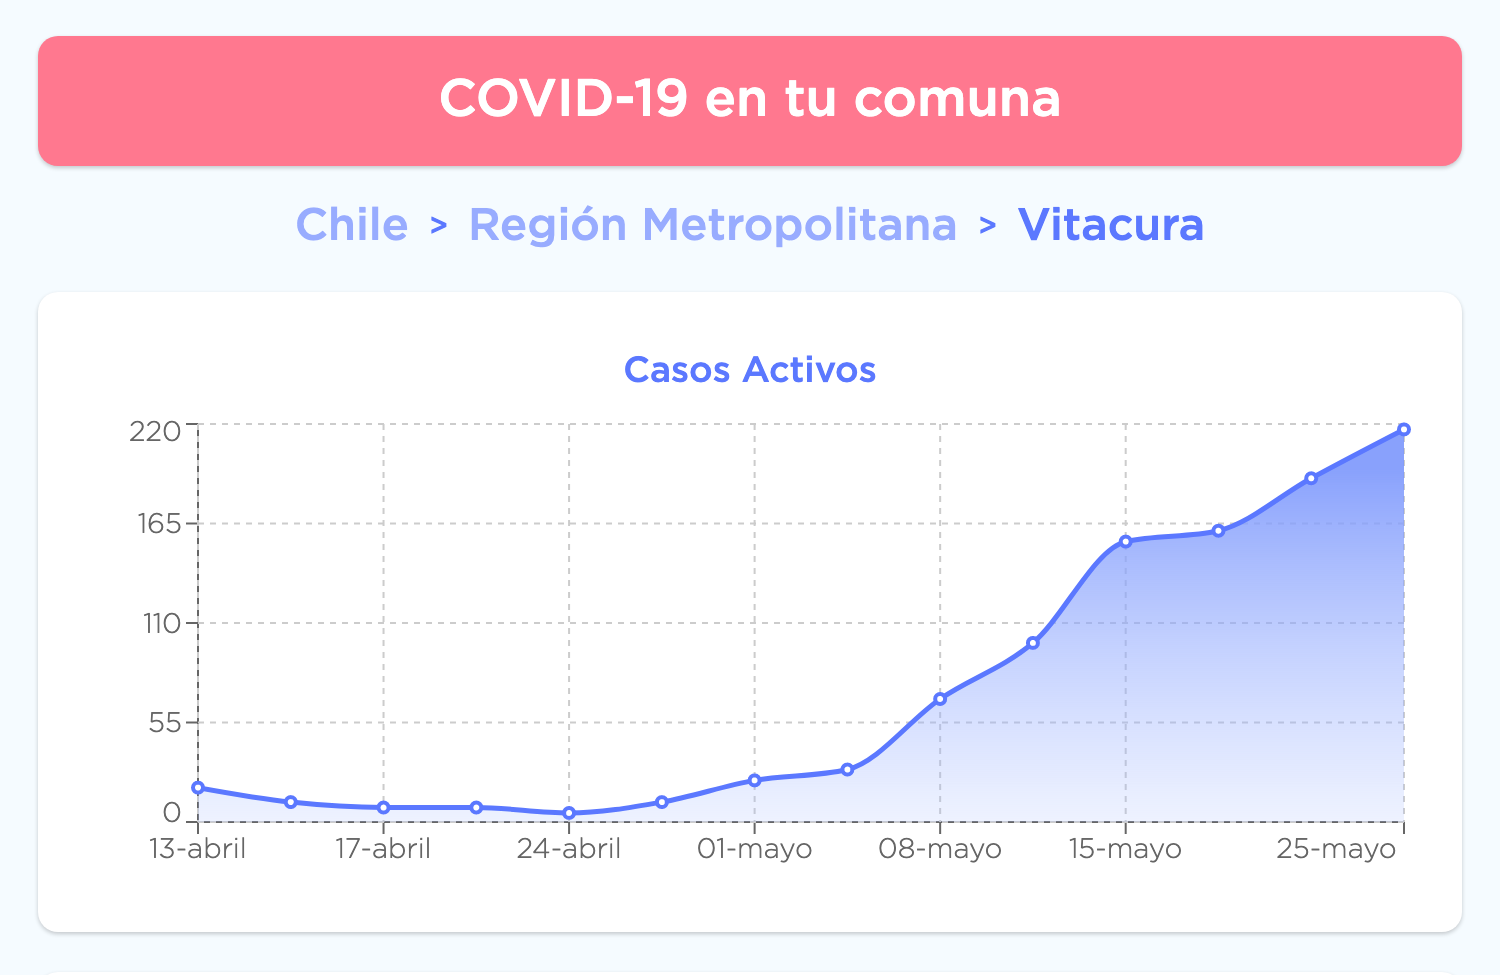 COVID-19 en tu comuna
Chile > Región Metropolitana > Vitacura
Casos Activos
220
165
110
55
0
13-abril 17-abril 24-abril 01-mayo 08-mayo 15-mayo 25-mayo